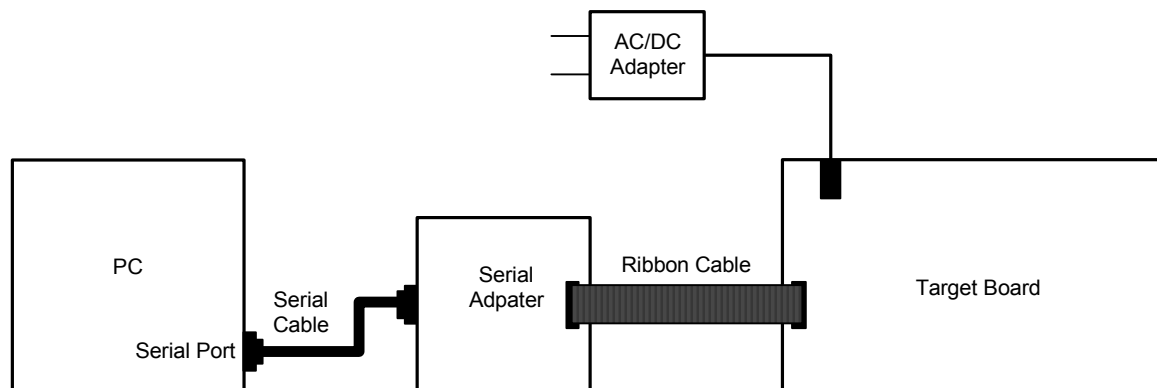 AC/DC
Adapter
PC
Serial
Cable
Serial Port
Serial
Adpater
Ribbon Cable
Target Board